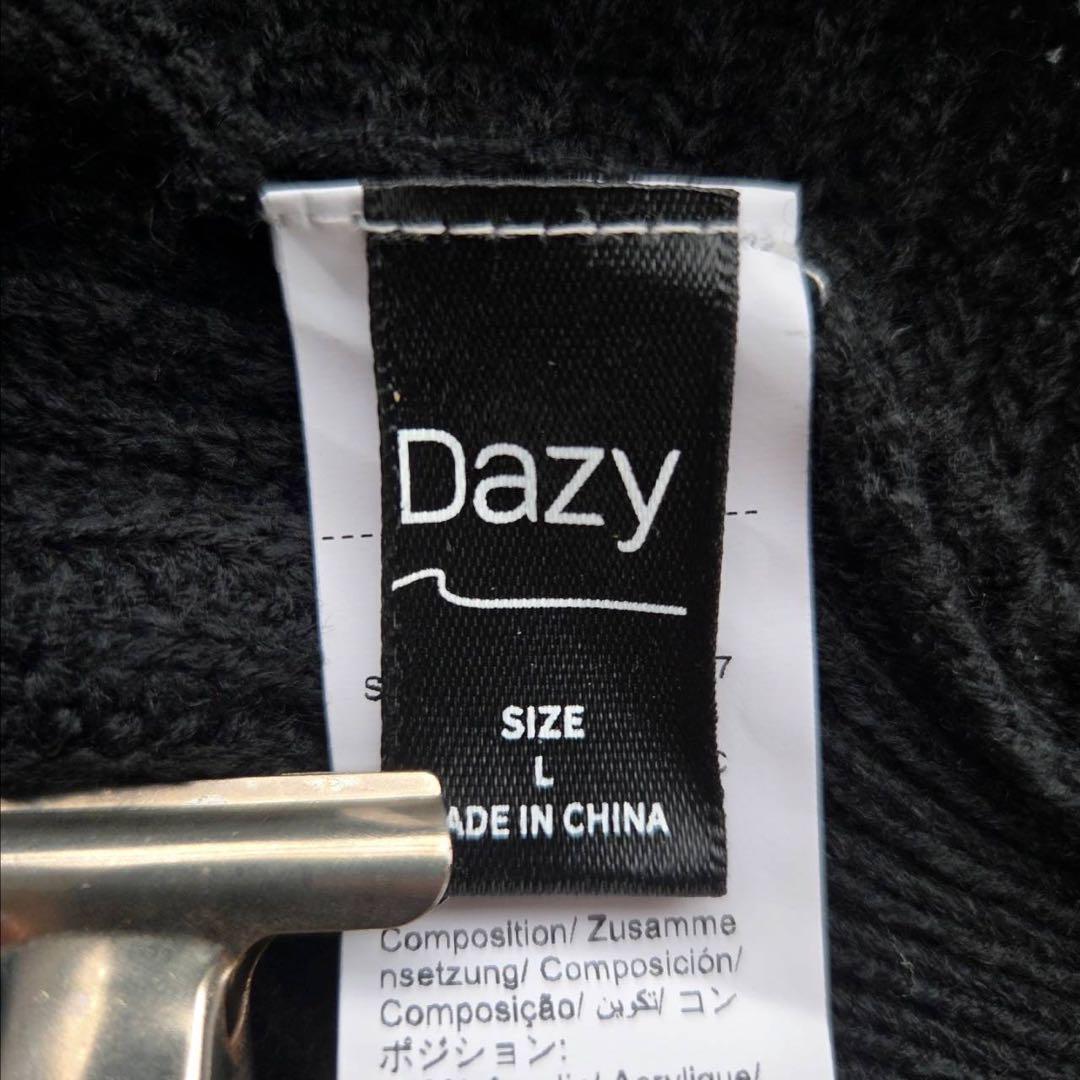 Dazy
SIZE
L
ADE IN CHINA
Composition/ Zusamme
nsetzung/ Composición/
Composição/ تكوين/ コン
ポジション: